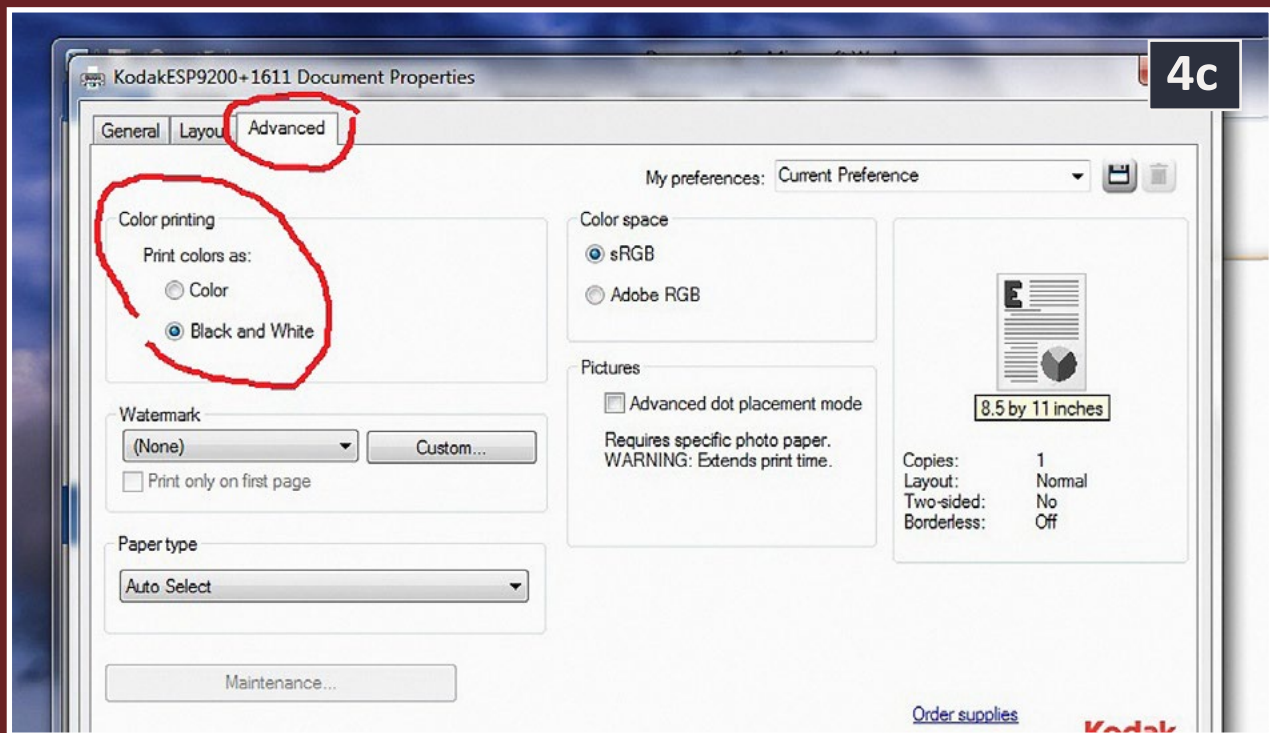 4c
KodakESP9200+1611 Document Properties
General Layou Advanced
My preferences: Current Preference
Color printing
Print colors as:
Color
Black and White
Color space
sRGB
Adobe RGB
Pictures
Advanced dot placement mode
Requires specific photo paper.
WARNING: Extends print time.
Watermark
(None)
Custom...
Print only on first page
Paper type
Auto Select
Maintenance...
E
8.5 by 11 inches
Copies: 1
Layout: Normal
Two-sided: No
Borderless: Off
Order supplies
Kodak